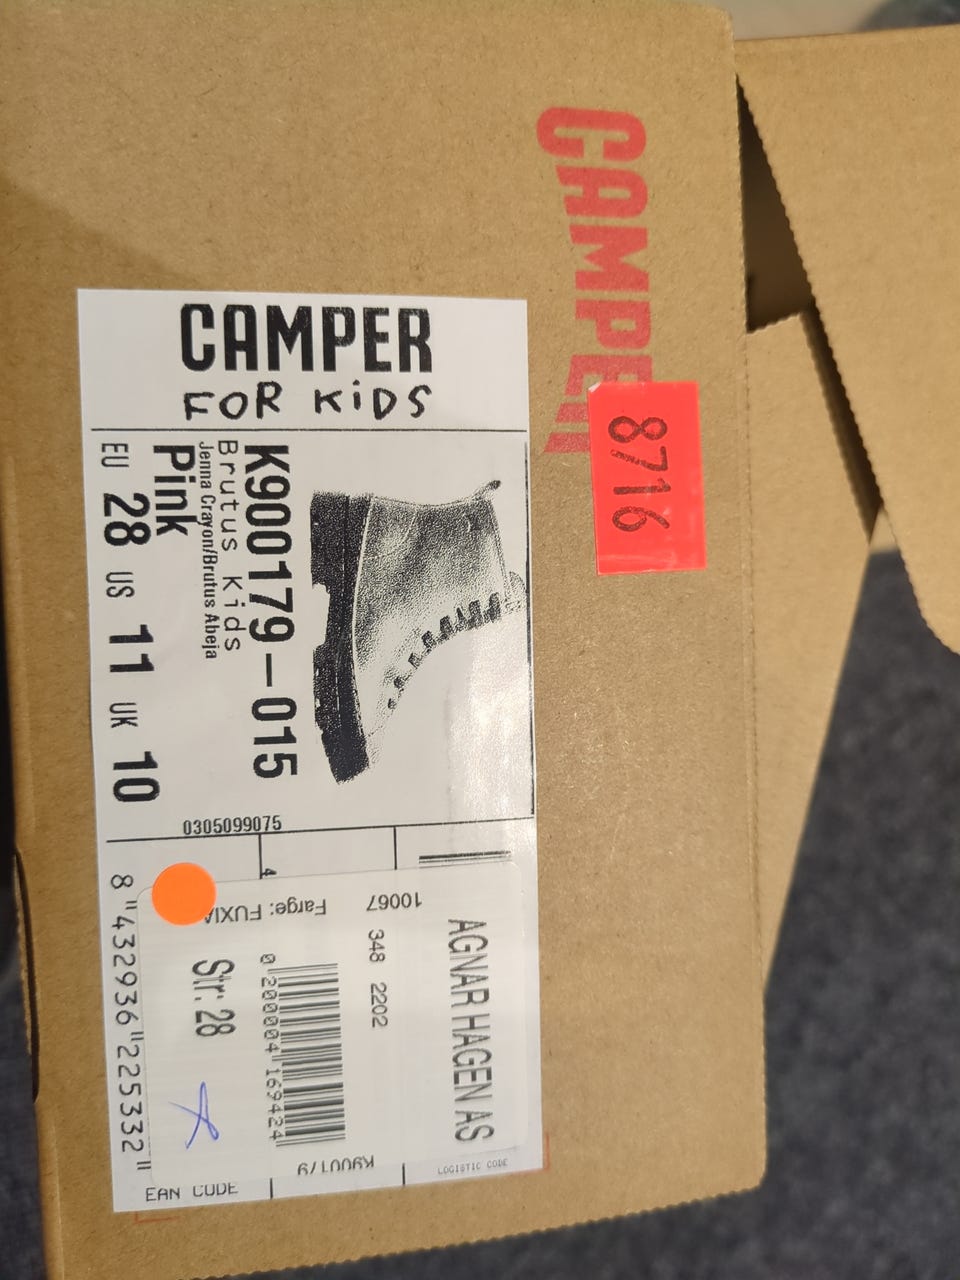 CAMPER
8716
CAMPER
FOR KiDS
K900179-015
Brutus Kids
Jenna Crayon/Brutus Abeja
Pink
EU 28 US 11 UK 10
0305099075
AGNAR HAGEN AS
10067
348 2202
Farge: FUXIA
4
0 200004 169424
Str: 28
K900179
LOGISTIC CODE
8 "432936"225332"
EAN CODE